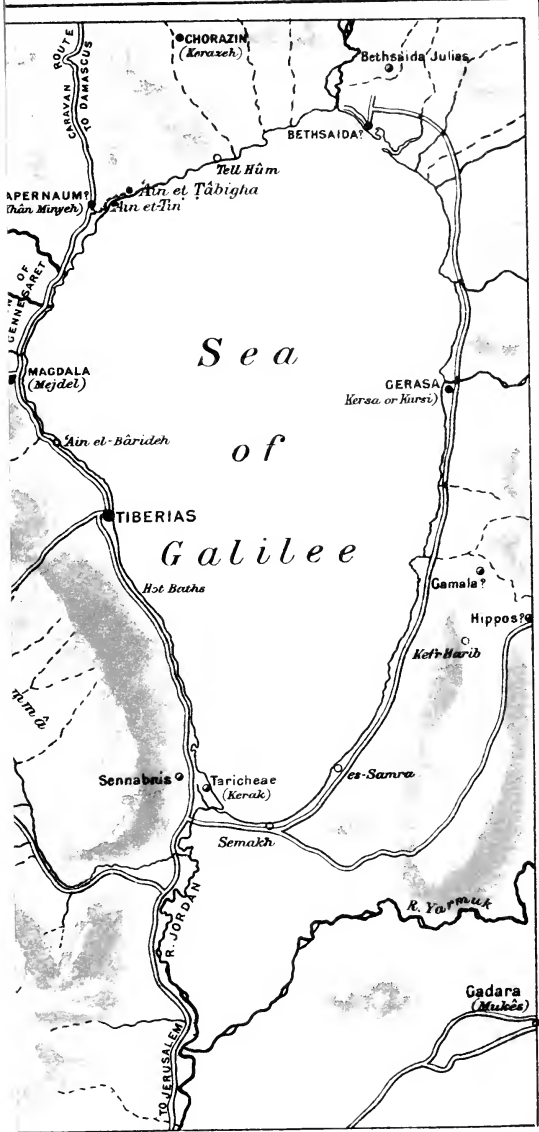 CHORAZIN
(Kerazeh)
Bethsaida Julias
CARAVAN ROUTE
TO DAMASCUS
BETHSAIDA?
Tell Hûm
'Ain et Tâbigha
APERNAUM?
Khân Minyeh)
'Ain et-Tin
OF
GENNESARET
Sea
MAGDALA
(Mejdel)
GERASA
Kersa or Kursi)
'Ain el-Bârideh
of
TIBERIAS
Galilee
Hot Baths
Gamala?
Hippos?
Kefr Harib
mmâ
es-Samra
Sennabris
Taricheae
(Kerak)
Semakh
R. JORDAN
R. Yarmuk
Gadara
(Mukês)
TO JERUSALEM